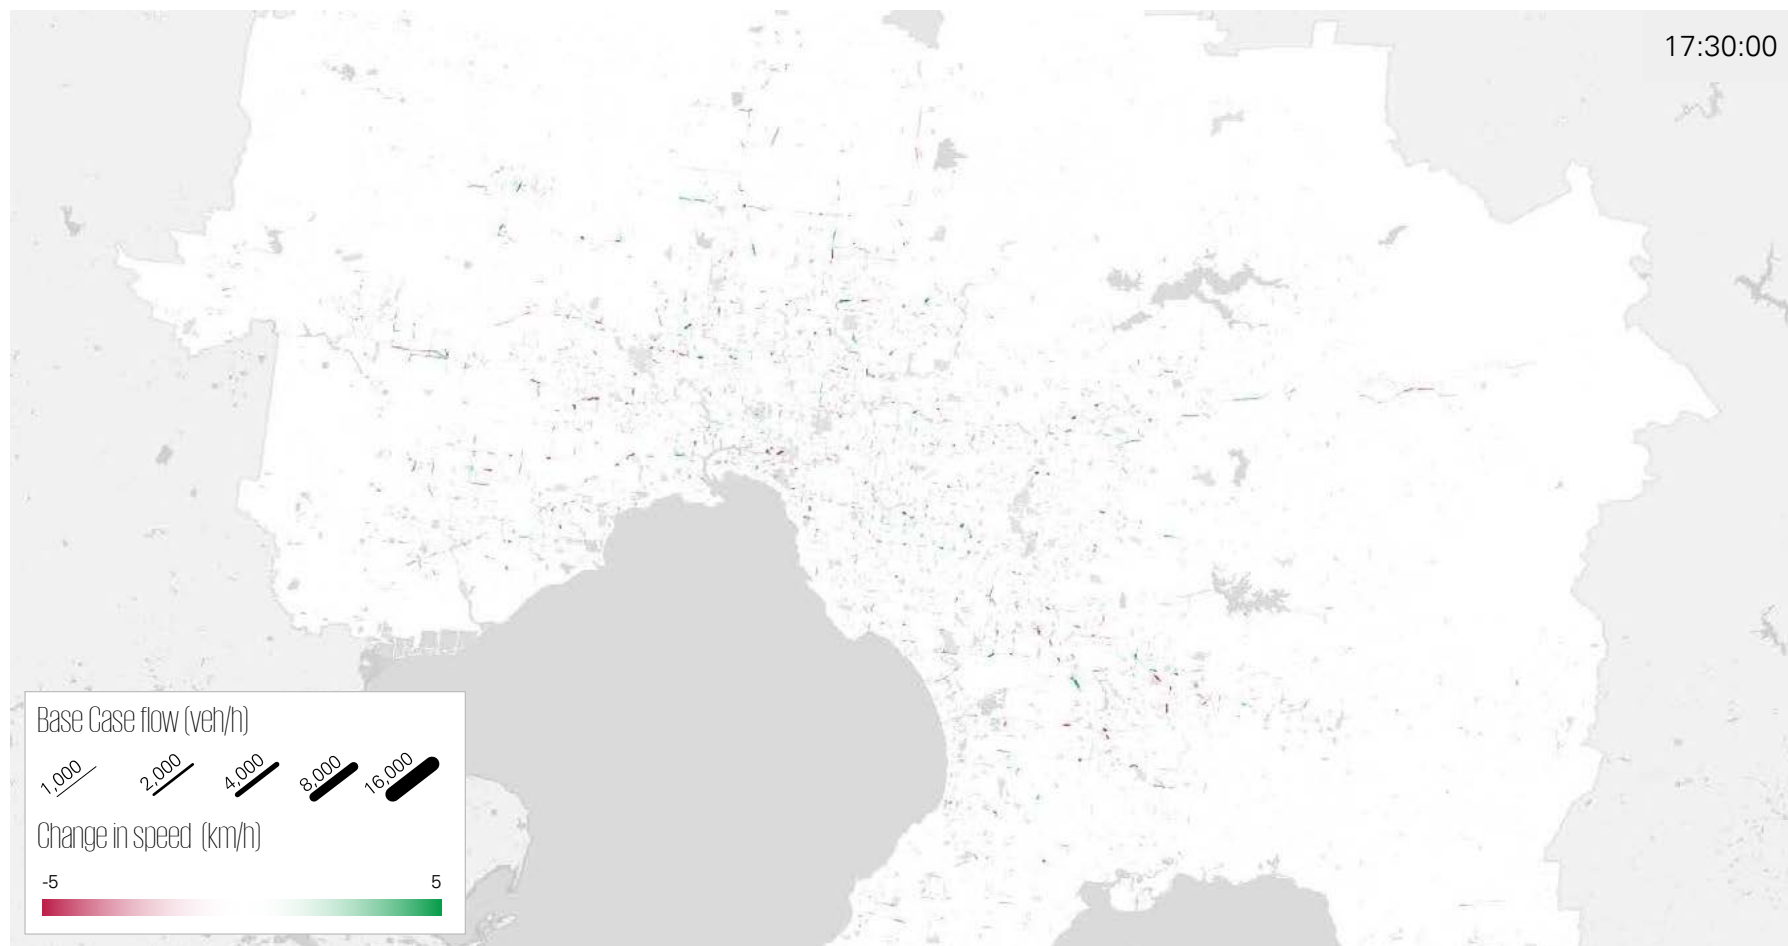 17:30:00
Base Case flow (veh/h)
1,000 2,000 4,000 8,000 16,000
Change in speed (km/h)
-5 5